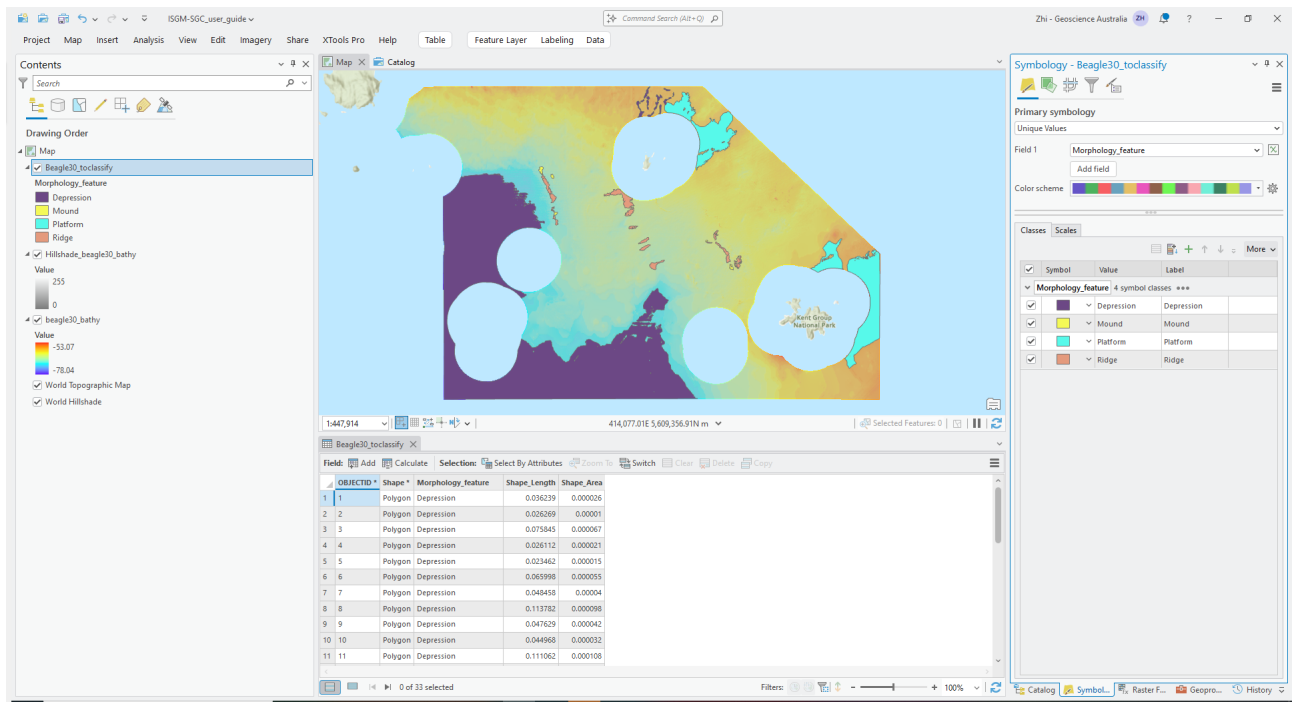 ISGM-SGC_user_guide
Command Search (Alt+Q)
Zhi - Geoscience Australia ZH ?
Project Map Insert Analysis View Edit Imagery Share XTools Pro Help Table Feature Layer Labeling Data
Contents
Search
Drawing Order
Map
Beagle30_toclassify
Morphology_feature
Depression
Mound
Platform
Ridge
Hillshade_beagle30_bathy
Value
255
0
beagle30_bathy
Value
-53.07
-78.04
World Topographic Map
World Hillshade
Map Catalog
Kent Group
National Park
1:447,914 414,077.01E 5,609,356.91N m Selected Features: 0
Beagle30_toclassify
Field: Add Calculate Selection: Select By Attributes Zoom To Switch Clear Delete Copy
OBJECTID * Shape * Morphology_feature Shape_Length Shape_Area
1 1 Polygon Depression 0.036239 0.000026
2 2 Polygon Depression 0.026269 0.00001
3 3 Polygon Depression 0.075845 0.000067
4 4 Polygon Depression 0.026112 0.000021
5 5 Polygon Depression 0.023462 0.000015
6 6 Polygon Depression 0.065998 0.000055
7 7 Polygon Depression 0.048458 0.00004
8 8 Polygon Depression 0.113782 0.000098
9 9 Polygon Depression 0.047629 0.000042
10 10 Polygon Depression 0.044968 0.000032
11 11 Polygon Depression 0.111062 0.000108
0 of 33 selected Filters: - + 100%
Symbology - Beagle30_toclassify
Primary symbology
Unique Values
Field 1 Morphology_feature
Add field
Color scheme
Classes Scales
More
Symbol Value Label
Morphology_feature 4 symbol classes
Depression Depression
Mound Mound
Platform Platform
Ridge Ridge
Catalog Symbol... Raster F... Geopro... History